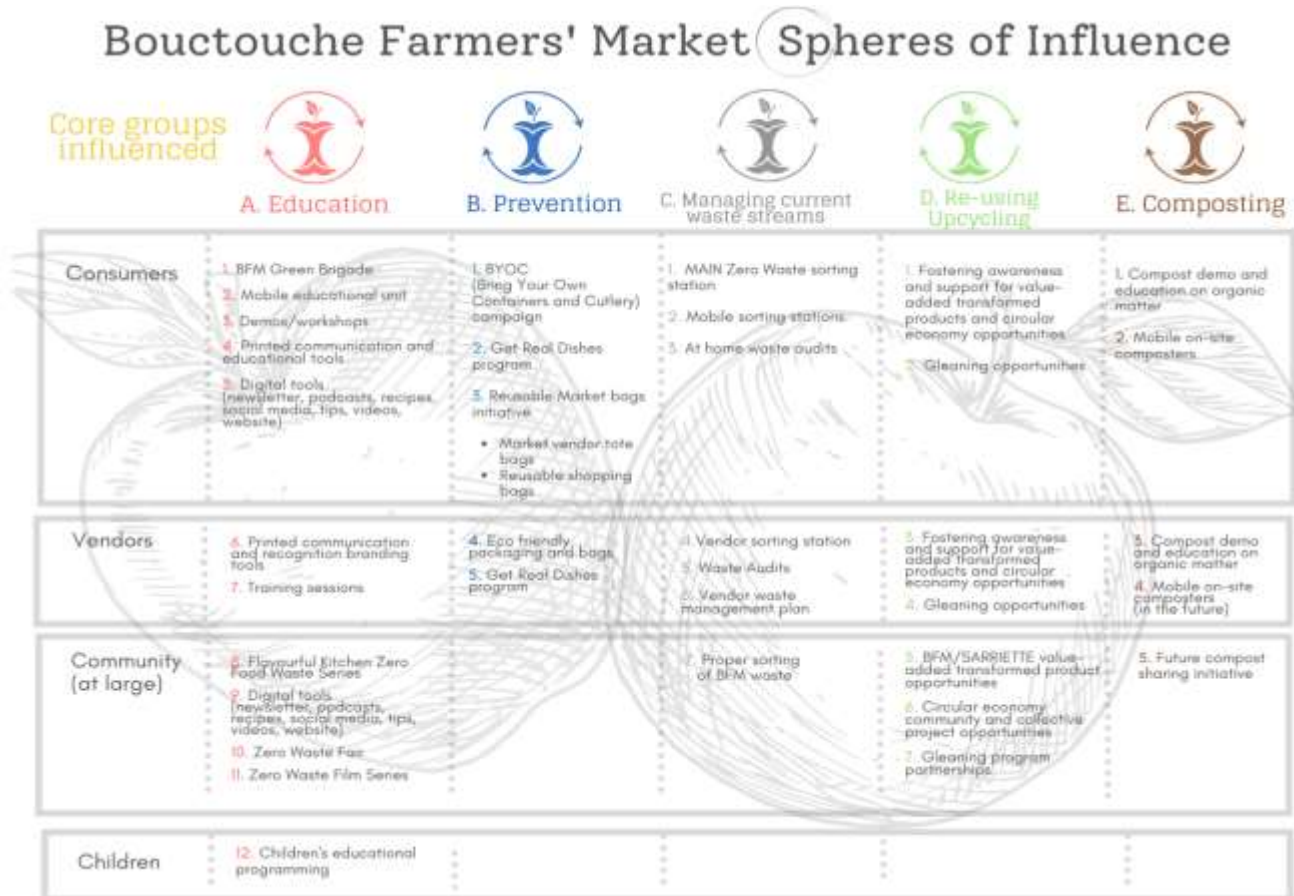 Bouctouche Farmers' Market Spheres of Influence
Core groups
influenced
A. Education
B. Prevention
C. Managing current
waste streams
D. Re-using
Upcycling
E. Composting
Consumers
1. BFM Green Brigade
2. Mobile educational unit
3. Demos/workshops
4. Printed communication and
educational tools
5. Digital tools
(newsletter, podcasts, recipes
social media, tips, videos,
website)
1. BYOC
(Bring Your Own
Containers and Cutlery)
campaign
2. Get Real Dishes
program
3. Reusable Market bags
initiative
• Market vendor tote
bags
• Reusable shopping
bags
1. MAIN Zero Waste sorting
station
2. Mobile sorting stations
3. At home waste audits
1. Fostering awareness
and support for value-
added transformed
products and circular
economy opportunities
2. Gleaning opportunities
1. Compost demo and
education on organic
matter
2. Mobile on-site
composters
Vendors
6. Printed communication
and recognition branding
tools
7. Training sessions
4. Eco friendly
packaging and bags
5. Get Real Dishes
program
4. Vendor sorting station
5. Waste Audits
6. Vendor waste
management plan
3. Fostering awareness
and support for value-
added transformed
products and circular
economy opportunities
4. Gleaning opportunities
3. Compost demo
and education on
organic matter
4. Mobile on-site
composters
(in the future)
Community
(at large)
8. Flavourful Kitchen Zero
Food Waste Series
9. Digital tools
(newsletter, podcasts,
recipes, social media, tips,
videos, website)
10. Zero Waste Fair
11. Zero Waste Film Series
7. Proper sorting
of BFM waste
5. BFM/SARRIETTE value-
added transformed product
opportunities
6. Circular economy
community and collective
project opportunities
7. Gleaning program
partnerships
5. Future compost
sharing initiative
Children
12. Children's educational
programming